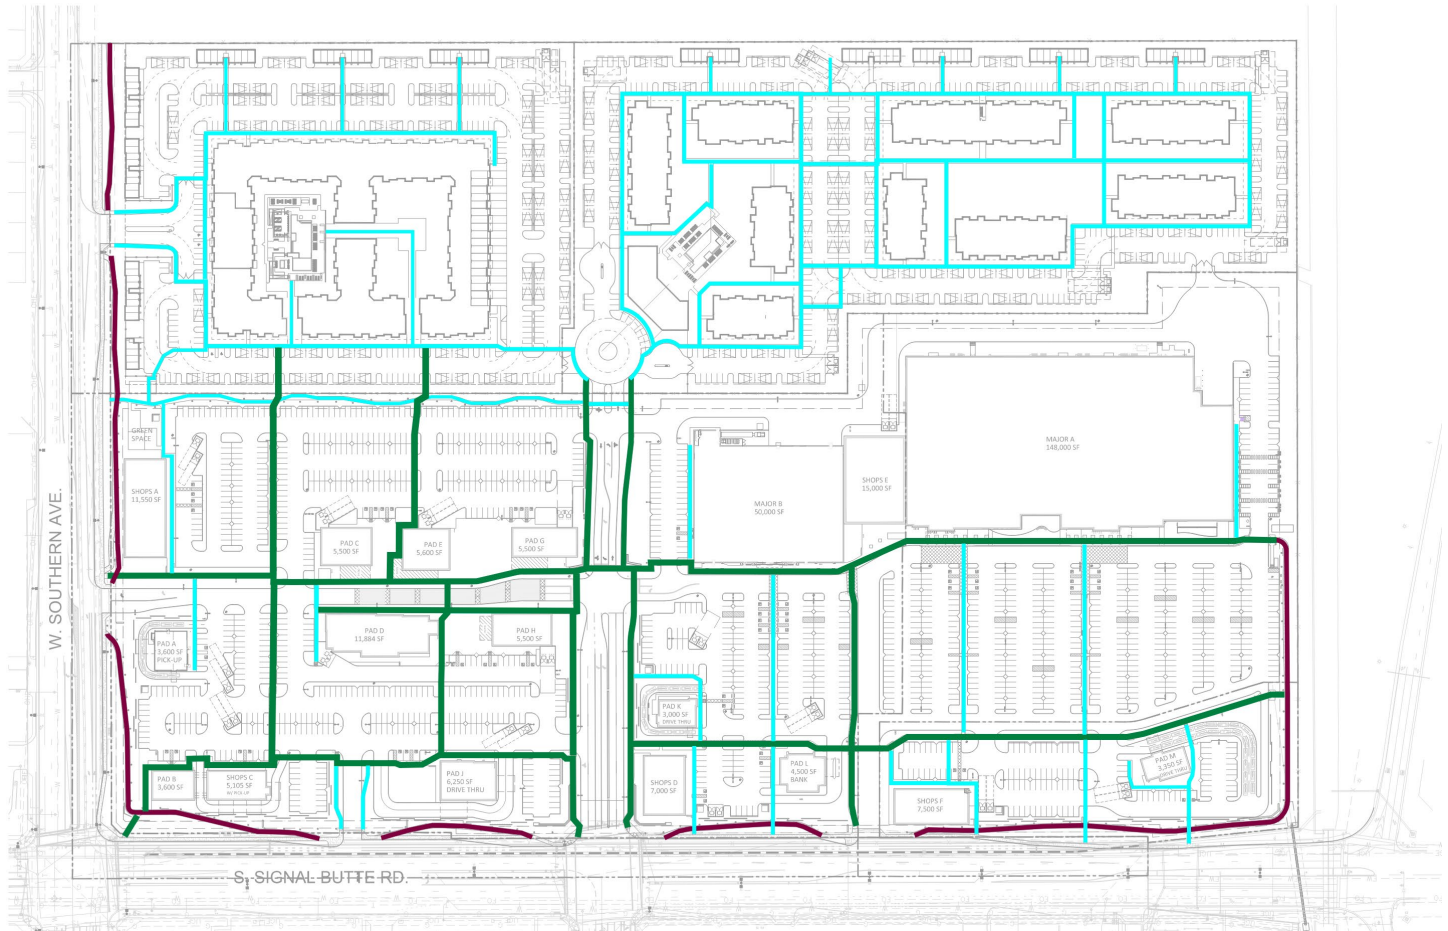 GREEN
SPACE
SHOPS A
11,550 SF
PAD C
5,500 SF
PAD E
5,600 SF
PAD G
5,500 SF
MAJOR B
50,000 SF
SHOPS E
15,000 SF
MAJOR A
148,000 SF
W. SOUTHERN AVE.
PAD A
3,600 SF
PICK-UP
PAD D
11,884 SF
PAD H
5,500 SF
PAD K
3,000 SF
DRIVE THRU
PAD B
3,600 SF
SHOPS C
5,105 SF
W/ PICK-UP
PAD J
6,250 SF
DRIVE THRU
SHOPS D
7,000 SF
PAD L
4,500 SF
BANK
SHOPS F
7,500 SF
PAD M
3,350 SF
DRIVE THRU
S. SIGNAL BUTTE RD.